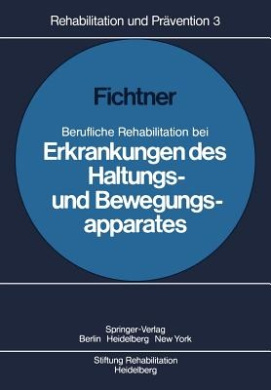 Rehabilitation und Prävention 3
Fichtner
Berufliche Rehabilitation bei
Erkrankungen des
Haltungs-
und Bewegungs-
apparates
Springer-Verlag
Berlin Heidelberg New York
Stiftung Rehabilitation
Heidelberg